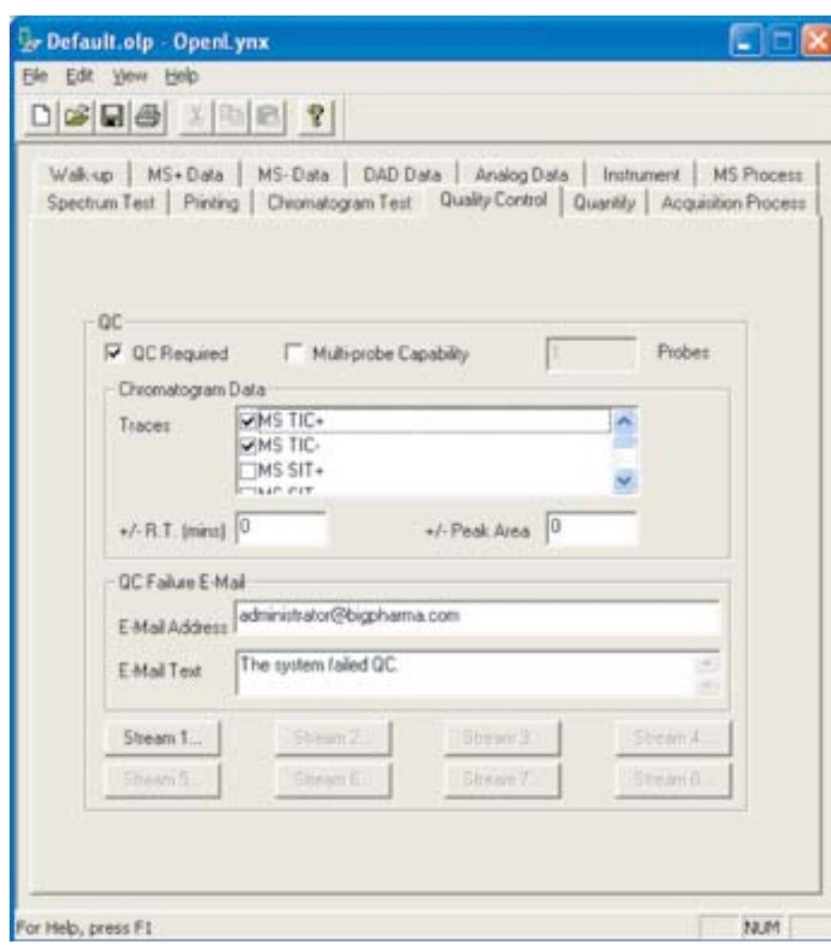 Default.olp - OpenLynx
File Edit View Help
Walk-up MS+ Data MS- Data DAD Data Analog Data Instrument MS Process
Spectrum Test Printing Chromatogram Test Quality Control Quantify Acquisition Process
QC
QC Required Multi-probe Capability 1 Probes
Chromatogram Data
Traces MS TIC+
MS TIC-
MS SIT+
+/- R.T. (mins) 0 +/- Peak Area 0
QC Failure E-Mail
E-Mail Address administrator@bigpharma.com
E-Mail Text The system failed QC.
Stream 1... Stream 2... Stream 3... Stream 4...
Stream 5... Stream 6... Stream 7... Stream 8...
For Help, press F1 NUM